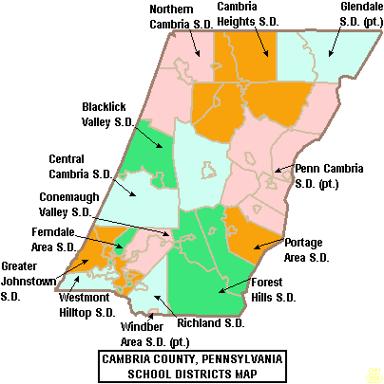 Northern
Cambria S.D.
Cambria
Heights S.D.
Glendale
S.D. (pt.)
Blacklick
Valley S.D.
Central
Cambria S.D.
Penn Cambria
S.D. (pt.)
Conemaugh
Valley S.D.
Ferndale
Area S.D.
Portage
Area S.D.
Greater
Johnstown
S.D.
Westmont
Hilltop S.D.
Forest
Hills S.D.
Richland S.D.
Windber
Area S.D. (pt.)
CAMBRIA COUNTY, PENNSYLVANIA
SCHOOL DISTRICTS MAP